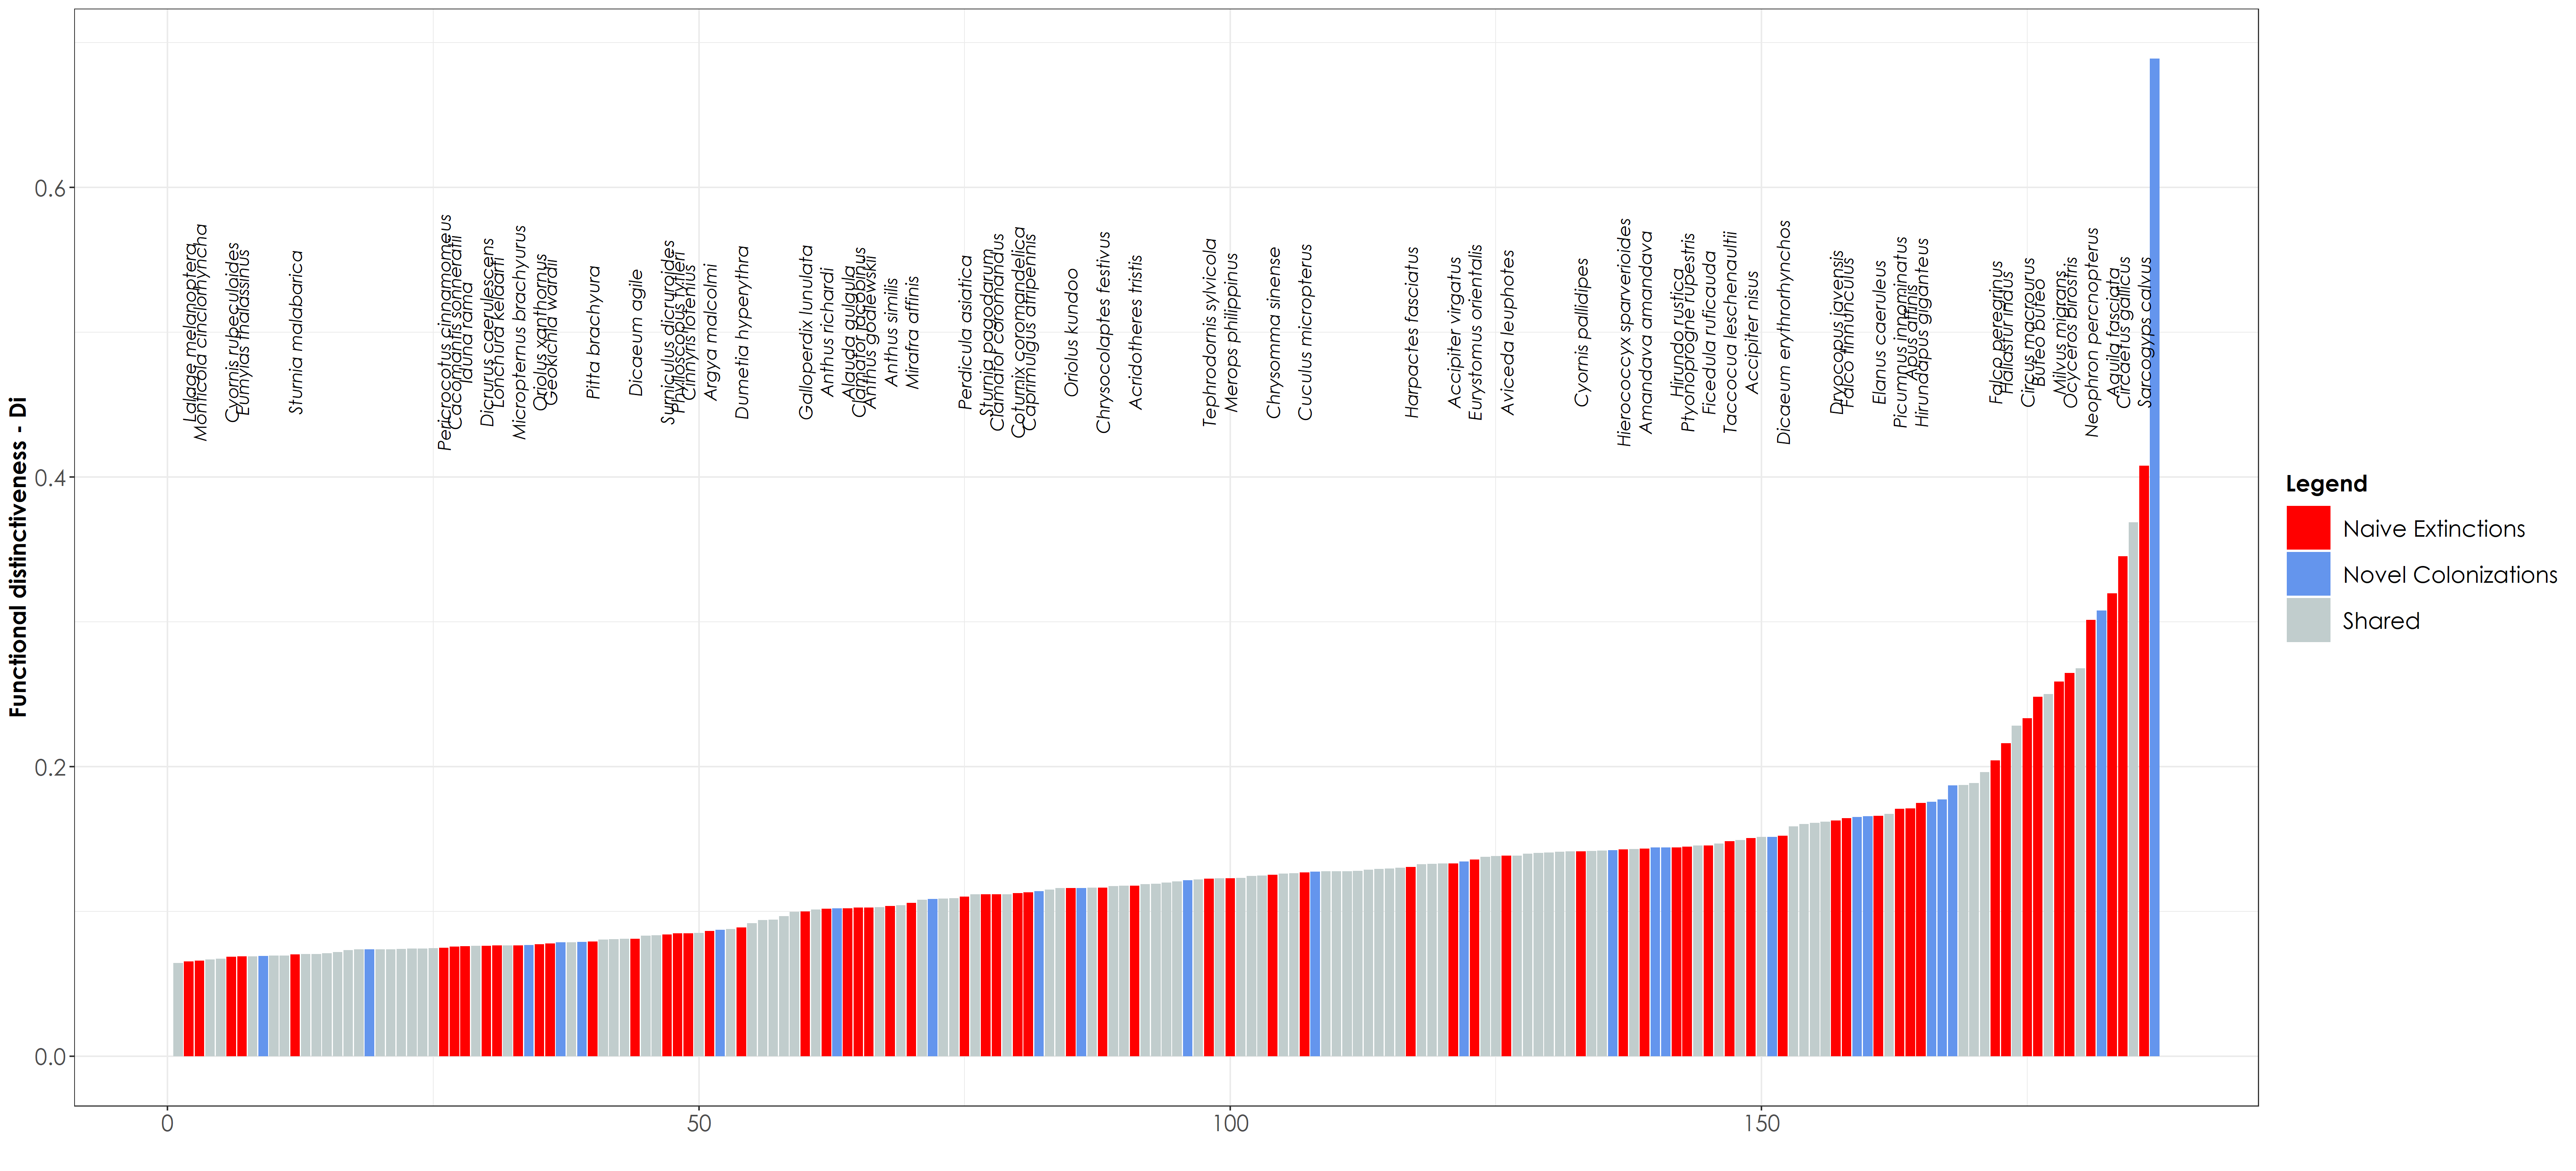 Functional distinctiveness - Di
0.6
0.4
0.2
0.0
Lalage melanoptera
Monticola cinclorhyncha
Cyornis rubeculoides
Eumyias thalassinus
Sturnia malabarica
Pericrocotus cinnamomeus
Cacomantis sonneratii
Iduna rama
Dicrurus caerulescens
Lonchura kelaarti
Micropternus brachyurus
Oriolus xanthornus
Geokichla wardii
Pitta brachyura
Dicaeum agile
Surniculus dicruroides
Phylloscopus tytleri
Cinnyris lotenius
Argya malcolmi
Dumetia hyperythra
Galloperdix lunulata
Anthus richardi
Alauda gulgula
Clamator jacobinus
Anthus godlewskii
Anthus similis
Mirafra affinis
Perdicula asiatica
Sturnia pagodarum
Clamator coromandus
Coturnix coromandelica
Caprimulgus atripennis
Oriolus kundoo
Chrysocolaptes festivus
Acridotheres tristis
Tephrodornis sylvicola
Merops philippinus
Chrysomma sinense
Cuculus micropterus
Harpactes fasciatus
Accipiter virgatus
Eurystomus orientalis
Aviceda leuphotes
Cyornis pallidipes
Hierococcyx sparverioides
Amandava amandava
Hirundo rustica
Ptyonoprogne rupestris
Ficedula ruficauda
Taccocua leschenaultii
Accipiter nisus
Dicaeum erythrorhynchos
Dryocopus javensis
Falco tinnunculus
Elanus caeruleus
Picumnus innominatus
Apus affinis
Hirundapus giganteus
Falco peregrinus
Haliastur indus
Circus macrourus
Buteo buteo
Milvus migrans
Ocyceros birostris
Neophron percnopterus
Aquila fasciata
Circaetus gallicus
Sarcogyps calvus
0
50
100
150
Legend
Naive Extinctions
Novel Colonizations
Shared